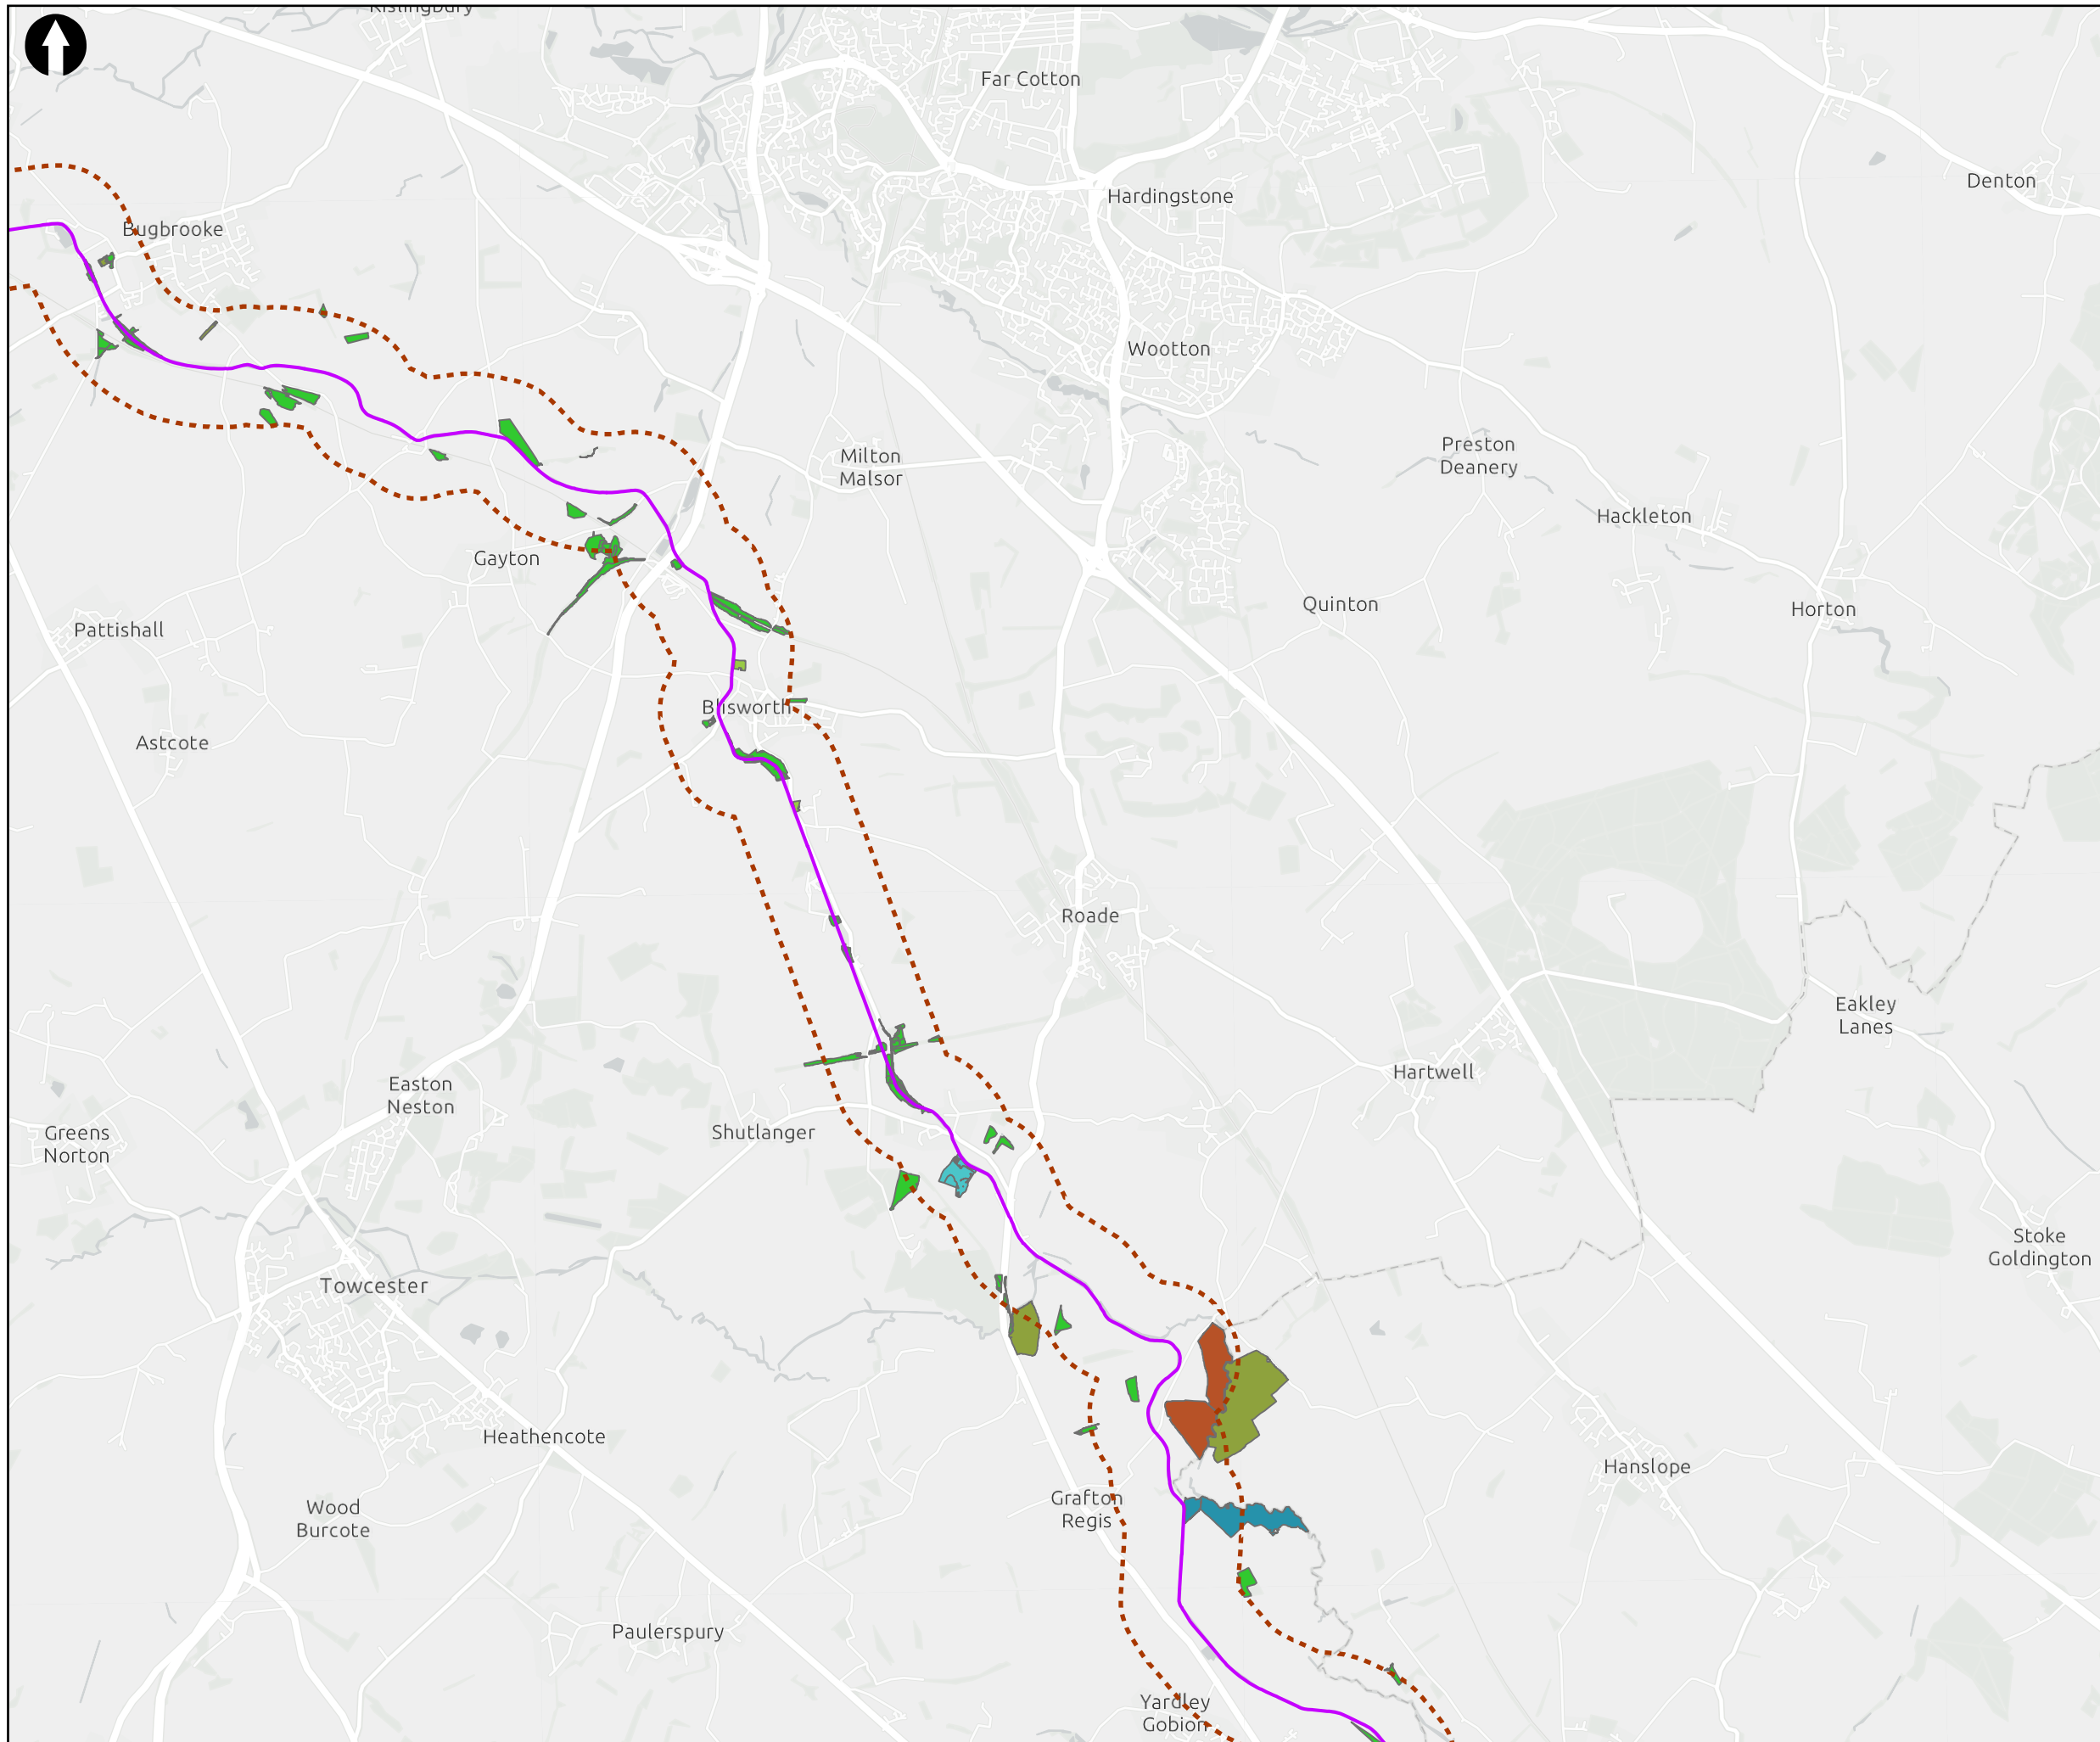 Kislingbury
Far Cotton
Denton
Hardingstone
Bugbrooke
Wootton
Milton
Malsor
Preston
Deanery
Hackleton
Gayton
Quinton
Horton
Pattishall
Blisworth
Astcote
Roade
Eakley
Lanes
Hartwell
Easton
Neston
Greens
Norton
Shutlanger
Stoke
Goldington
Towcester
Heathencote
Hanslope
Grafton
Regis
Wood
Burcote
Paulerspury
Yardley
Gobion